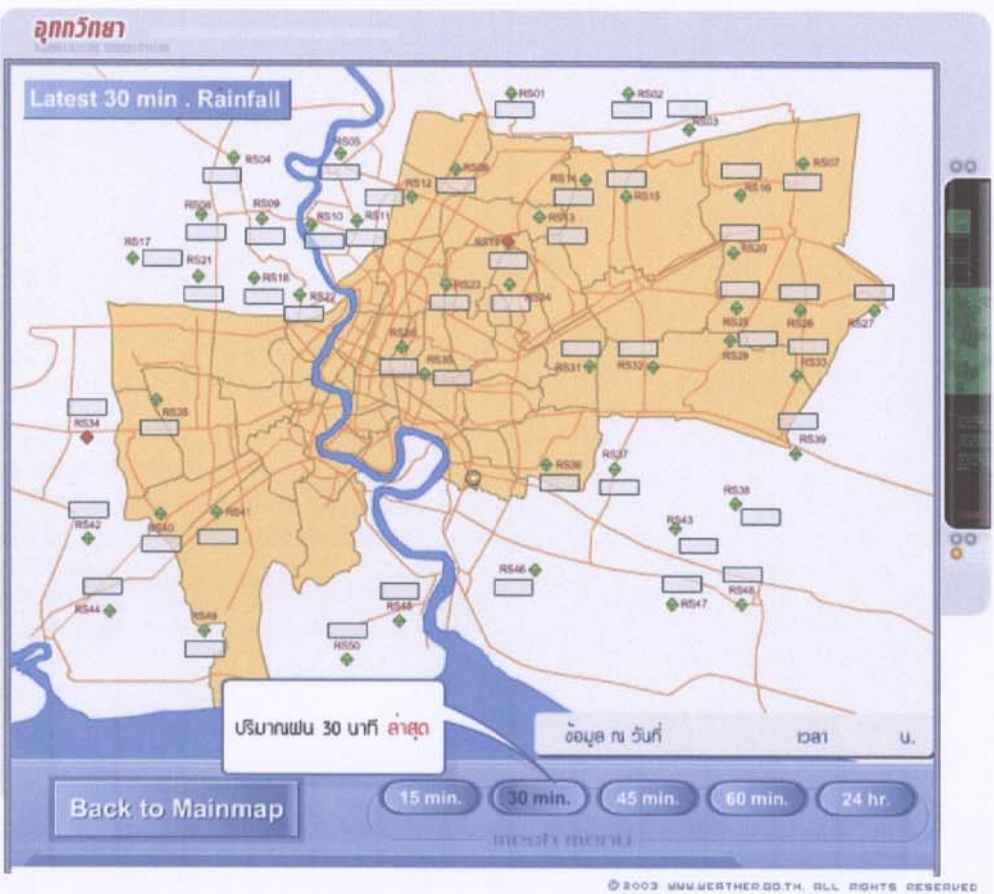 อุตุวิทยา
Latest 30 min . Rainfall
RS01
RS02
RS03
RS04
RS05
RS06
RS07
RS08
RS09
RS10
RS11
RS12
RS13
RS14
RS15
RS16
RS17
RS18
RS19
RS20
RS21
RS22
RS23
RS24
RS25
RS26
RS27
RS28
RS29
RS30
RS31
RS32
RS33
RS34
RS35
RS36
RS37
RS38
RS39
RS40
RS41
RS42
RS43
RS44
RS45
RS46
RS47
RS48
RS49
RS50
ปริมาณฝน 30 นาที ล่าสุด
ข้อมูล ณ วันที่ เวลา น.
Back to Mainmap
15 min. 30 min. 45 min. 60 min. 24 hr.
mech menu
© 2003 WWW.WEATHER.GO.TH. ALL RIGHTS RESERVED